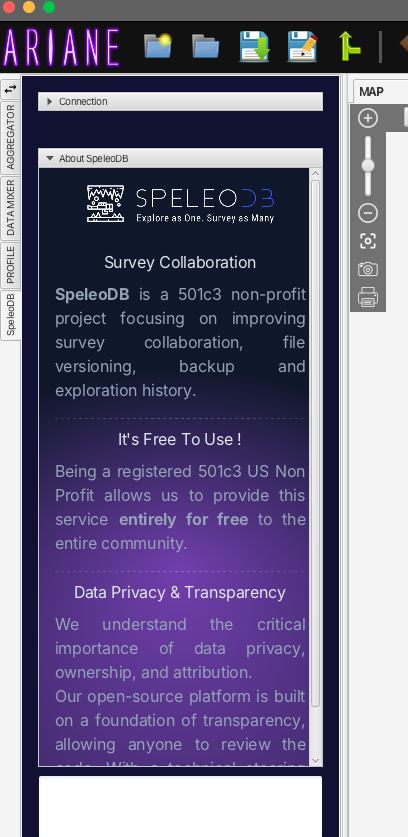 ARIANE
Connection
MAP
About SpeleoDB
AGGREGATOR
DATA MIXER
PROFILE
SpeleoDB
SPELEODB
Explore as One. Survey as Many
Survey Collaboration
SpeleoDB is a 501c3 non-profit
project focusing on improving
survey collaboration, file
versioning, backup and
exploration history.
It's Free To Use !
Being a registered 501c3 US Non
Profit allows us to provide this
service entirely for free to the
entire community.
Data Privacy & Transparency
We understand the critical
importance of data privacy,
ownership, and attribution.
Our open-source platform is built
on a foundation of transparency,
allowing anyone to review the
code. With a technical steering